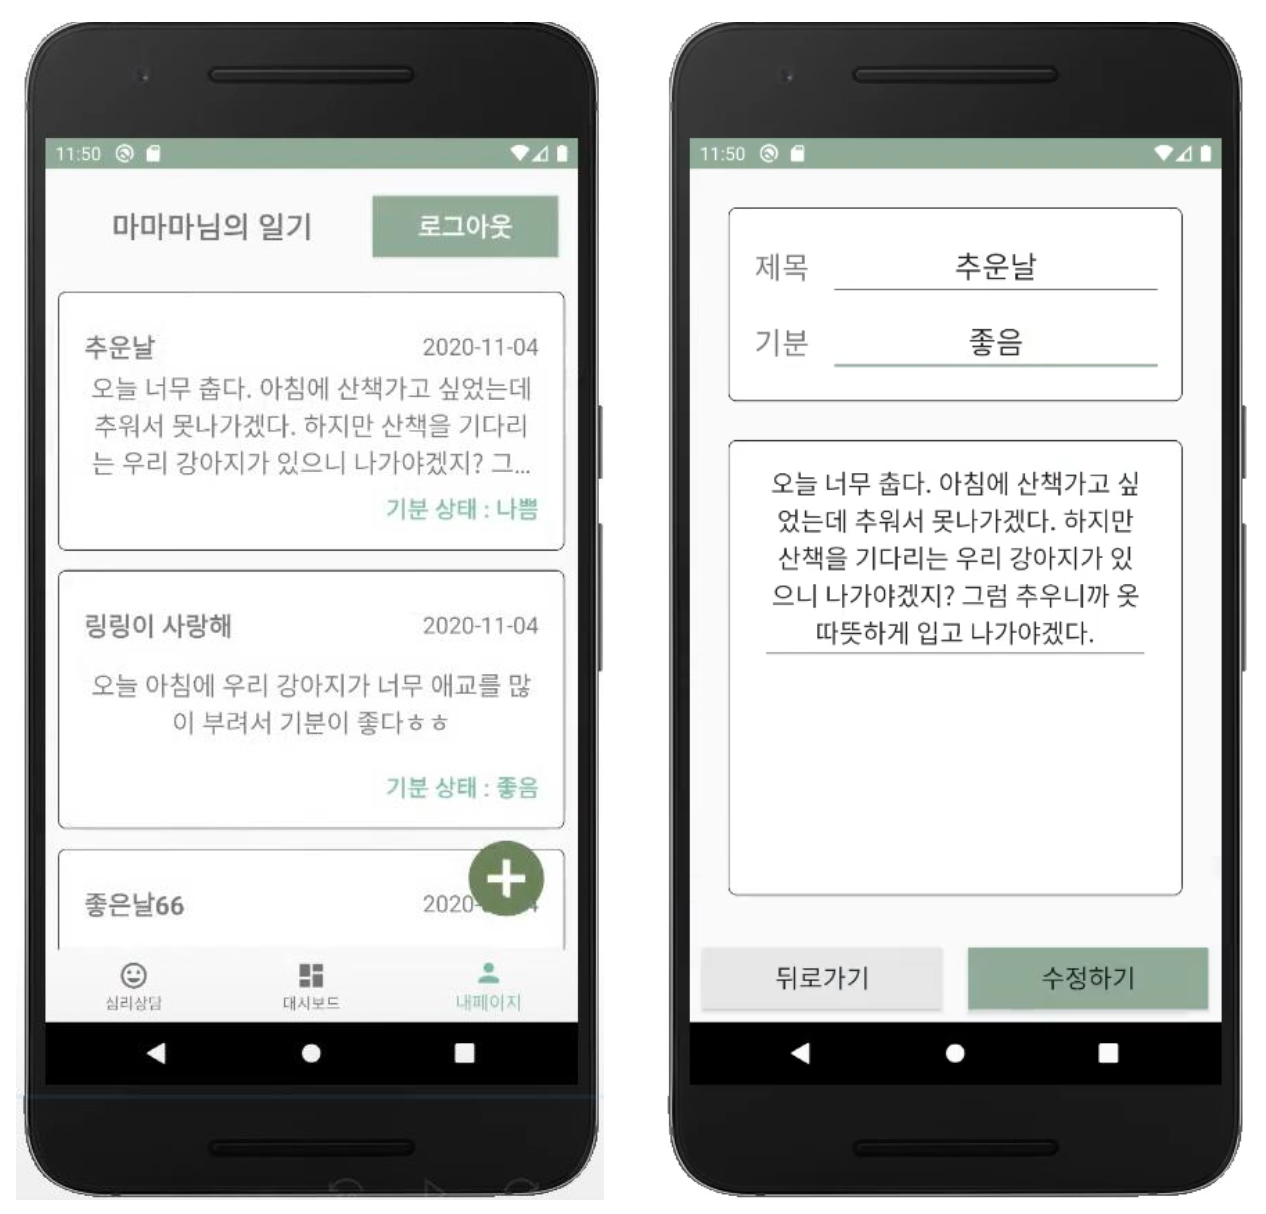 11:50
마마마님의 일기
로그아웃
추운날
2020-11-04
오늘 너무 춥다. 아침에 산책가고 싶었는데
추워서 못나가겠다. 하지만 산책을 기다리
는 우리 강아지가 있으니 나가야겠지? 그...
기분 상태 : 나쁨
링링이 사랑해
2020-11-04
오늘 아침에 우리 강아지가 너무 애교를 많
이 부려서 기분이 좋다ㅎㅎ
기분 상태 : 좋음
좋은날66
2020-
심리상담
대시보드
내페이지
11:50
제목
추운날
기분
좋음
오늘 너무 춥다. 아침에 산책가고 싶
었는데 추워서 못나가겠다. 하지만
산책을 기다리는 우리 강아지가 있
으니 나가야겠지? 그럼 추우니까 옷
따뜻하게 입고 나가야겠다.
뒤로가기
수정하기